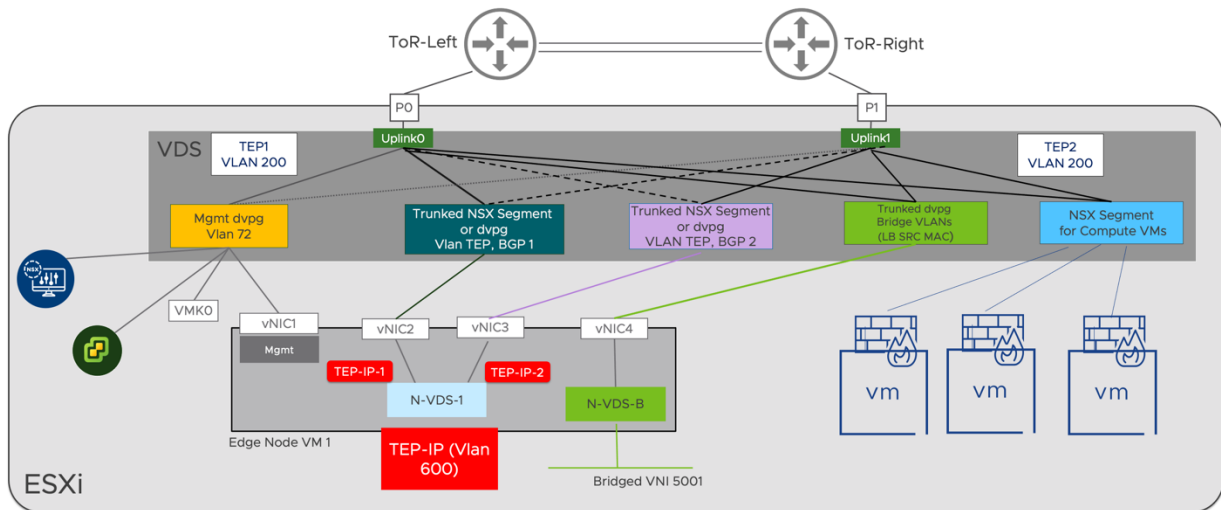 ToR-Left
ToR-Right
P0
P1
Uplink0
Uplink1
VDS
TEP1
VLAN 200
TEP2
VLAN 200
Mgmt dvpg
Vlan 72
Trunked NSX Segment
or dvpg
Vlan TEP, BGP 1
Trunked NSX Segment
or dvpg
VLAN TEP, BGP 2
Trunked dvpg
Bridge VLANs
(LB SRC MAC)
NSX Segment
for Compute VMs
NSX
VMK0
vNIC1
Mgmt
vNIC2
vNIC3
vNIC4
TEP-IP-1
TEP-IP-2
N-VDS-1
N-VDS-B
Edge Node VM 1
TEP-IP (Vlan
600)
Bridged VNI 5001
vm
vm
vm
ESXi